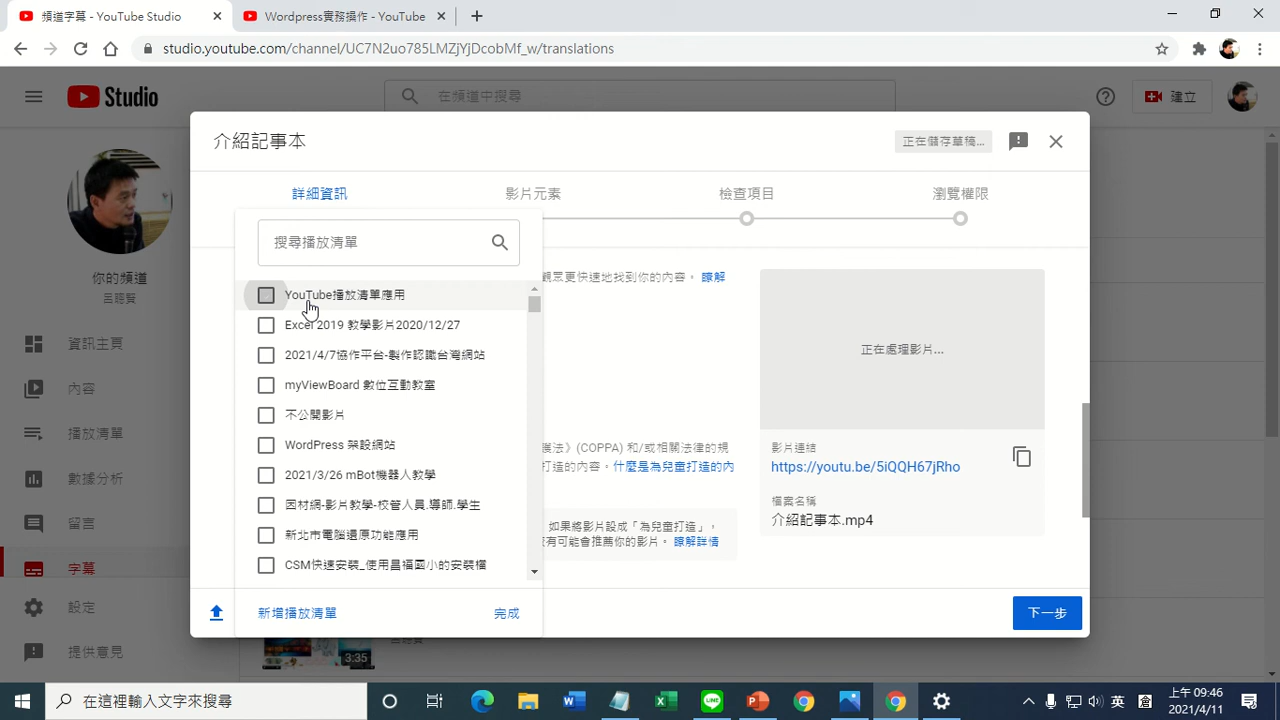 頻道字幕 - YouTube Studio
Wordpress實務操作 - YouTube
studio.youtube.com/channel/UC7N2uo785LMZjYjDcobMf_w/translations
Studio
在頻道中搜尋
建立
介紹記事本
正在儲存草稿...
詳細資訊
影片元素
檢查項目
瀏覽權限
你的頻道
呂聰賢
資訊主頁
內容
播放清單
數據分析
留言
字幕
設定
提供意見
搜尋播放清單
YouTube播放清單應用
Excel 2019 教學影片2020/12/27
2021/4/7協作平台-製作認識台灣網站
myViewBoard 數位互動教室
不公開影片
WordPress 架設網站
2021/3/26 mBot機器人教學
因材網-影片教學-校管人員.導師.學生
新北市電腦還原功能應用
CSM快速安裝_使用昌福國小的安裝檔
新增播放清單
完成
觀眾更快速地找到你的內容。 瞭解
護法》(COPPA) 和/或相關法律的規
打造的內容。什麼是為兒童打造的內
如果將影片設成「為兒童打造」,
有可能會推薦你的影片。 瞭解詳情
正在處理影片...
影片連結
https://youtu.be/5iQQH67jRho
檔案名稱
介紹記事本.mp4
下一步
3:35
在這裡輸入文字來搜尋
英
上午 09:46
2021/4/11